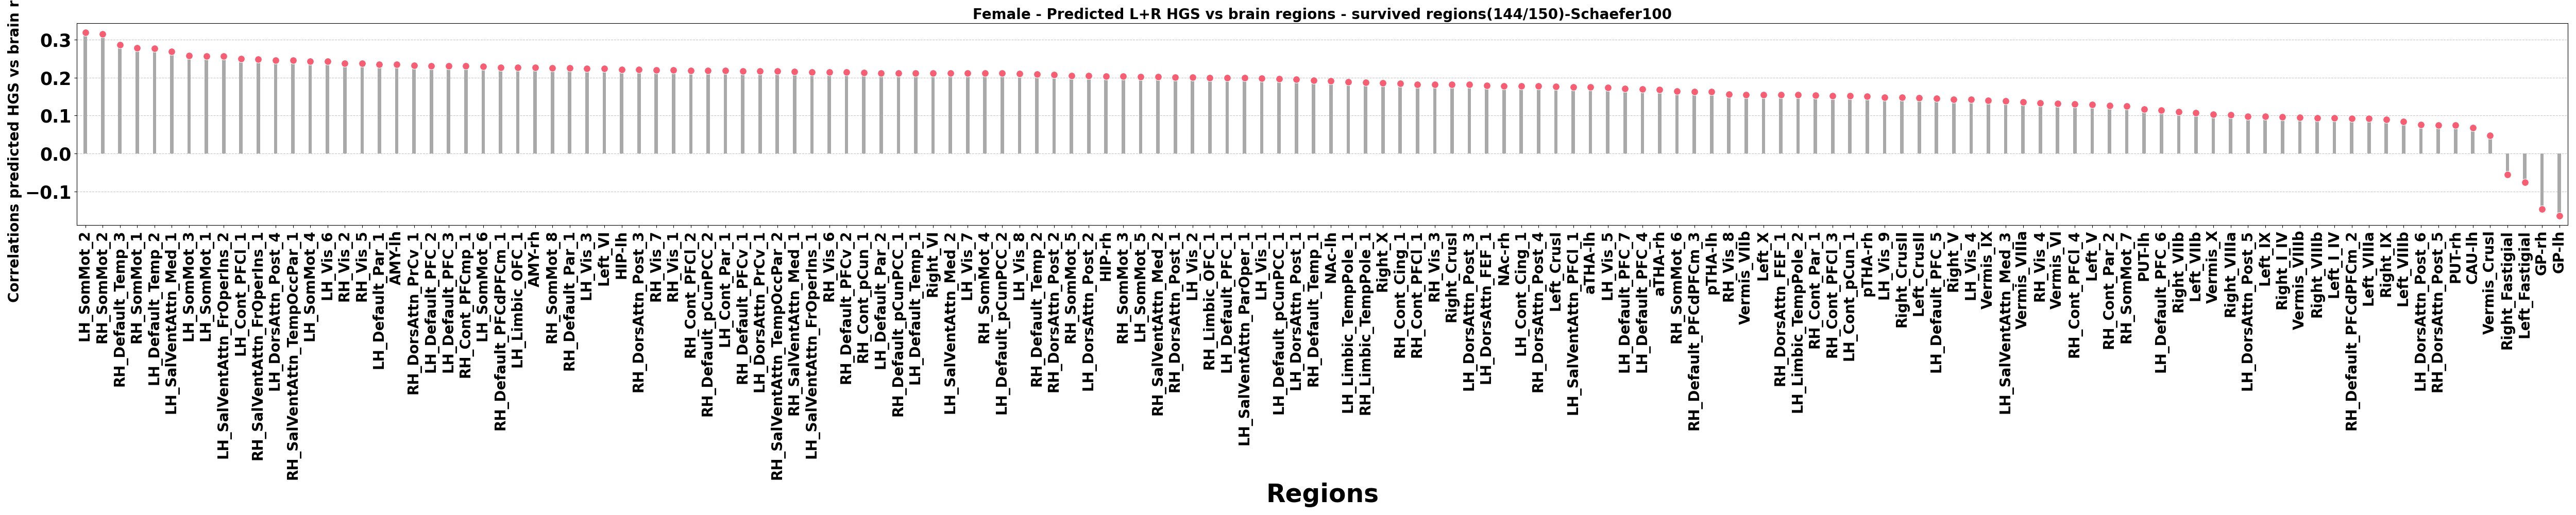 Female - Predicted L+R HGS vs brain regions - survived regions(144/150)-Schaefer100
Correlations predicted HGS vs brain r
0.3
0.2
0.1
0.0
−0.1
LH_SomMot_2
RH_SomMot_2
RH_Default_Temp_3
RH_SomMot_1
LH_Default_Temp_2
LH_SalVentAttn_Med_1
LH_SomMot_3
LH_SomMot_1
LH_SalVentAttn_FrOperIns_2
LH_Cont_PFCl_1
RH_SalVentAttn_FrOperIns_1
LH_DorsAttn_Post_4
RH_SalVentAttn_TempOccPar_1
LH_SomMot_4
LH_Vis_6
RH_Vis_2
RH_Vis_5
LH_Default_Par_1
AMY-lh
RH_DorsAttn_PrCv_1
LH_Default_PFC_2
LH_Default_PFC_3
RH_Cont_PFCmp_1
LH_SomMot_6
RH_Default_PFCdPFCm_1
LH_Limbic_OFC_1
AMY-rh
RH_SomMot_8
RH_Default_Par_1
LH_Vis_3
Left_VI
HIP-lh
RH_DorsAttn_Post_3
RH_Vis_7
RH_Vis_1
RH_Cont_PFCl_2
RH_Default_pCunPCC_2
LH_Cont_Par_1
RH_Default_PFCv_1
LH_DorsAttn_PrCv_1
RH_SalVentAttn_TempOccPar_2
RH_SalVentAttn_Med_1
LH_SalVentAttn_FrOperIns_1
RH_Vis_6
RH_Default_PFCv_2
RH_Cont_pCun_1
LH_Default_Par_2
RH_Default_pCunPCC_1
LH_Default_Temp_1
Right_VI
LH_SalVentAttn_Med_2
LH_Vis_7
RH_SomMot_4
LH_Default_pCunPCC_2
LH_Vis_8
RH_Default_Temp_2
RH_DorsAttn_Post_2
RH_SomMot_5
LH_DorsAttn_Post_2
HIP-rh
RH_SomMot_3
LH_SomMot_5
RH_SalVentAttn_Med_2
RH_DorsAttn_Post_1
LH_Vis_2
RH_Limbic_OFC_1
LH_Default_PFC_1
LH_SalVentAttn_ParOper_1
LH_Vis_1
LH_Default_pCunPCC_1
LH_DorsAttn_Post_1
RH_Default_Temp_1
NAc-lh
LH_Limbic_TempPole_1
RH_Limbic_TempPole_1
Right_X
RH_Cont_Cing_1
RH_Cont_PFCl_1
RH_Vis_3
Right_CrusI
LH_DorsAttn_Post_3
LH_DorsAttn_FEF_1
NAc-rh
LH_Cont_Cing_1
RH_DorsAttn_Post_4
Left_CrusI
LH_SalVentAttn_PFCl_1
aTHA-lh
LH_Vis_5
LH_Default_PFC_7
LH_Default_PFC_4
aTHA-rh
RH_SomMot_6
RH_Default_PFCdPFCm_3
pTHA-lh
RH_Vis_8
Vermis_VIIb
Left_X
RH_DorsAttn_FEF_1
LH_Limbic_TempPole_2
RH_Cont_Par_1
RH_Cont_PFCl_3
LH_Cont_pCun_1
pTHA-rh
LH_Vis_9
Right_CrusII
Left_CrusII
LH_Default_PFC_5
Right_V
LH_Vis_4
Vermis_IX
LH_SalVentAttn_Med_3
Vermis_VIIIa
RH_Vis_4
Vermis_VI
RH_Cont_PFCl_4
Left_V
RH_Cont_Par_2
RH_SomMot_7
PUT-lh
LH_Default_PFC_6
Right_VIIb
Left_VIIb
Vermis_X
Right_VIIIa
LH_DorsAttn_Post_5
Left_IX
Right_I_IV
Vermis_VIIIb
Right_VIIIb
Left_I_IV
RH_Default_PFCdPFCm_2
Left_VIIIa
Right_IX
Left_VIIIb
LH_DorsAttn_Post_6
RH_DorsAttn_Post_5
PUT-rh
CAU-lh
Vermis_CrusI
Right_Fastigial
Left_Fastigial
GP-rh
GP-lh
Regions